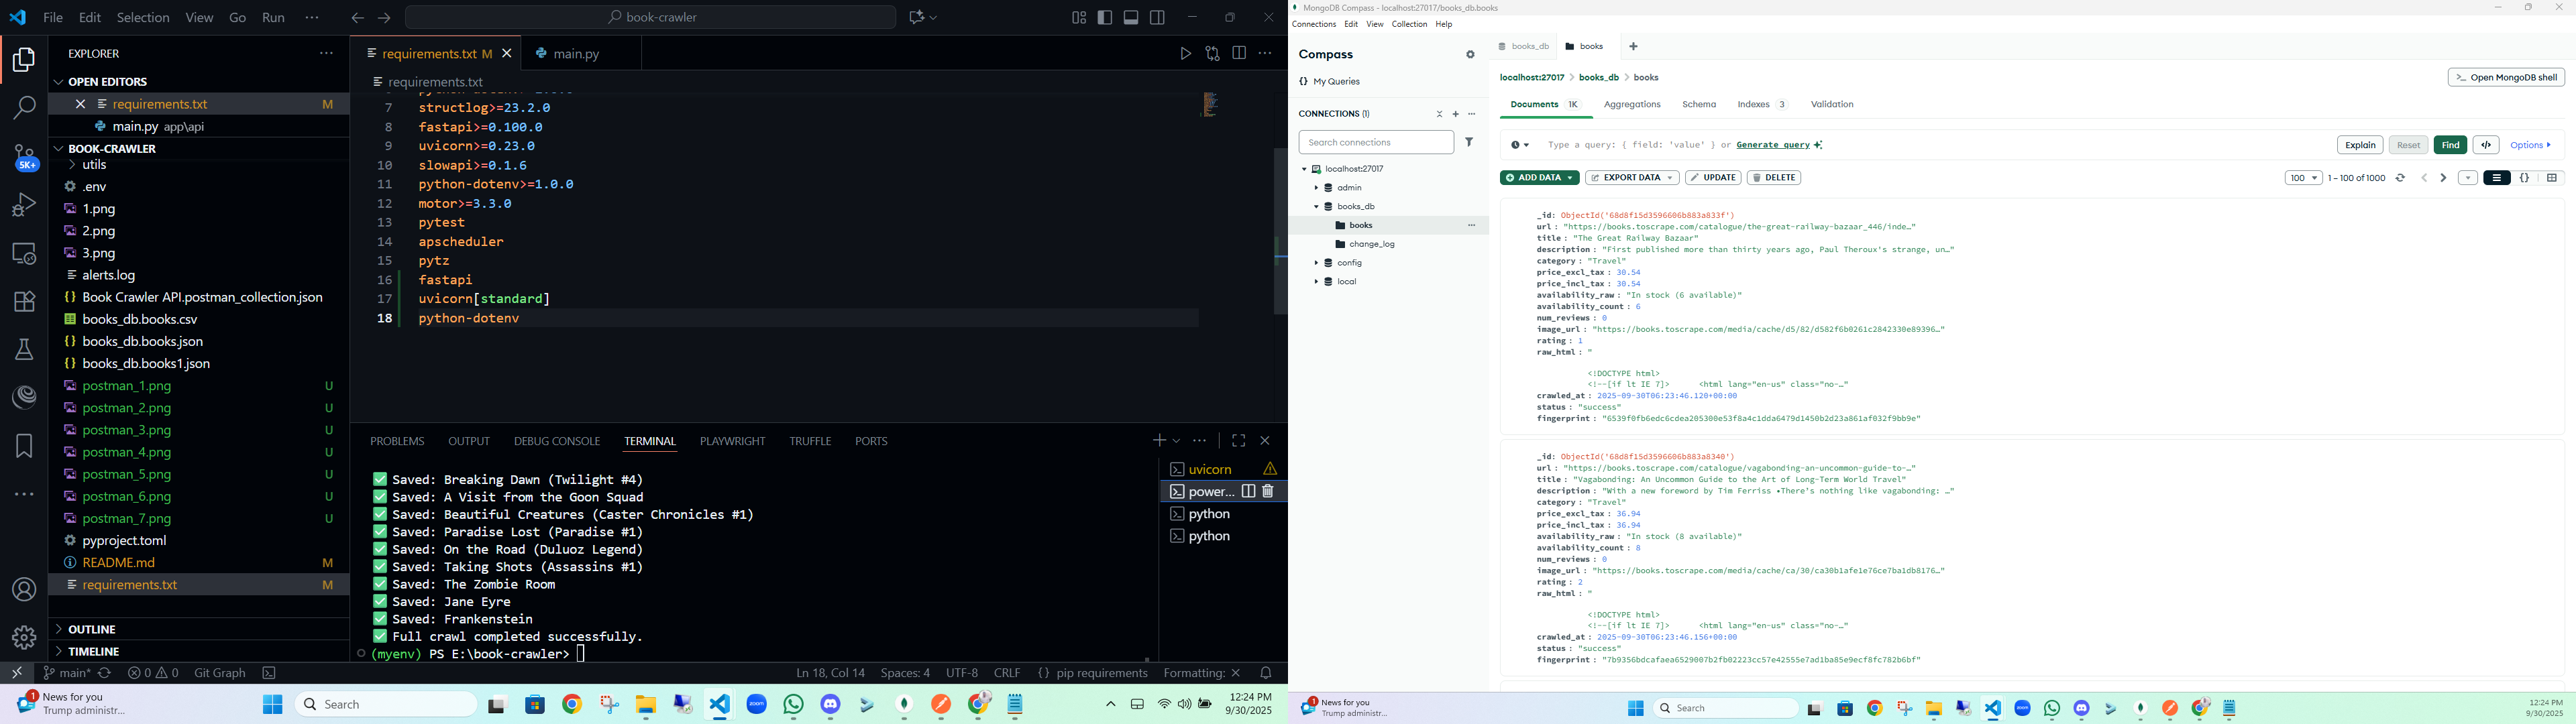 File Edit Selection View Go Run ···
book-crawler
EXPLORER
OPEN EDITORS
requirements.txt M
main.py app\api
BOOK-CRAWLER
utils
.env
1.png
2.png
3.png
alerts.log
Book Crawler API.postman_collection.json
books_db.books.csv
books_db.books.json
books_db.books1.json
postman_1.png U
postman_2.png U
postman_3.png U
postman_4.png U
postman_5.png U
postman_6.png U
postman_7.png U
pyproject.toml
README.md M
requirements.txt M
OUTLINE
TIMELINE
5K+
requirements.txt M
main.py
requirements.txt
7 structlog>=23.2.0
8 fastapi>=0.100.0
9 uvicorn>=0.23.0
10 slowapi>=0.1.6
11 python-dotenv>=1.0.0
12 motor>=3.3.0
13 pytest
14 apscheduler
15 pytz
16 fastapi
17 uvicorn[standard]
18 python-dotenv
PROBLEMS OUTPUT DEBUG CONSOLE TERMINAL PLAYWRIGHT TRUFFLE PORTS
✅ Saved: Breaking Dawn (Twilight #4)
✅ Saved: A Visit from the Goon Squad
✅ Saved: Beautiful Creatures (Caster Chronicles #1)
✅ Saved: Paradise Lost (Paradise #1)
✅ Saved: On the Road (Duluoz Legend)
✅ Saved: Taking Shots (Assassins #1)
✅ Saved: The Zombie Room
✅ Saved: Jane Eyre
✅ Saved: Frankenstein
✅ Full crawl completed successfully.
(myenv) PS E:\book-crawler>
uvicorn
power...
python
python
main* 0 0 Git Graph
Ln 18, Col 14 Spaces: 4 UTF-8 CRLF {} pip requirements Formatting: ×
1
News for you
Trump administr...
Search
zoom
12:24 PM
9/30/2025
MongoDB Compass - localhost:27017/books_db.books
Connections Edit View Collection Help
Compass
{} My Queries
CONNECTIONS (1)
Search connections
localhost:27017
admin
books_db
books
change_log
config
local
books_db
books
localhost:27017 > books_db > books
Open MongoDB shell
Documents 1K Aggregations Schema Indexes 3 Validation
Type a query: { field: 'value' } or Generate query
Explain Reset Find </> Options
ADD DATA EXPORT DATA UPDATE DELETE
100 1 – 100 of 1000
_id: ObjectId('68d8f15d3596606b883a833f')
url : "https://books.toscrape.com/catalogue/the-great-railway-bazaar_446/inde…"
title : "The Great Railway Bazaar"
description : "First published more than thirty years ago, Paul Theroux's strange, un…"
category : "Travel"
price_excl_tax : 30.54
price_incl_tax : 30.54
availability_raw : "In stock (6 available)"
availability_count : 6
num_reviews : 0
image_url : "https://books.toscrape.com/media/cache/d5/82/d582f6b0261c2842330e89396…"
rating : 1
raw_html : "
<!DOCTYPE html>
<!--[if lt IE 7]> <html lang="en-us" class="no-…"
crawled_at : 2025-09-30T06:23:46.120+00:00
status : "success"
fingerprint : "6539f0fb6edc6cdea205300e53f8a4c1dda6479d1450b2d23a861af032f9bb9e"
_id: ObjectId('68d8f15d3596606b883a8340')
url : "https://books.toscrape.com/catalogue/vagabonding-an-uncommon-guide-to-…"
title : "Vagabonding: An Uncommon Guide to the Art of Long-Term World Travel"
description : "With a new foreword by Tim Ferriss •There's nothing like vagabonding: …"
category : "Travel"
price_excl_tax : 36.94
price_incl_tax : 36.94
availability_raw : "In stock (8 available)"
availability_count : 8
num_reviews : 0
image_url : "https://books.toscrape.com/media/cache/ca/30/ca30b1afe1e76ce7ba1db8176…"
rating : 2
raw_html : "
<!DOCTYPE html>
<!--[if lt IE 7]> <html lang="en-us" class="no-…"
crawled_at : 2025-09-30T06:23:46.156+00:00
status : "success"
fingerprint : "7b9356bdcafaea6529007b2fb02223cc57e42555e7ad1ba85e9ecf8fc782b6bf"
1
News for you
Trump administr...
Search
12:24 PM
9/30/2025